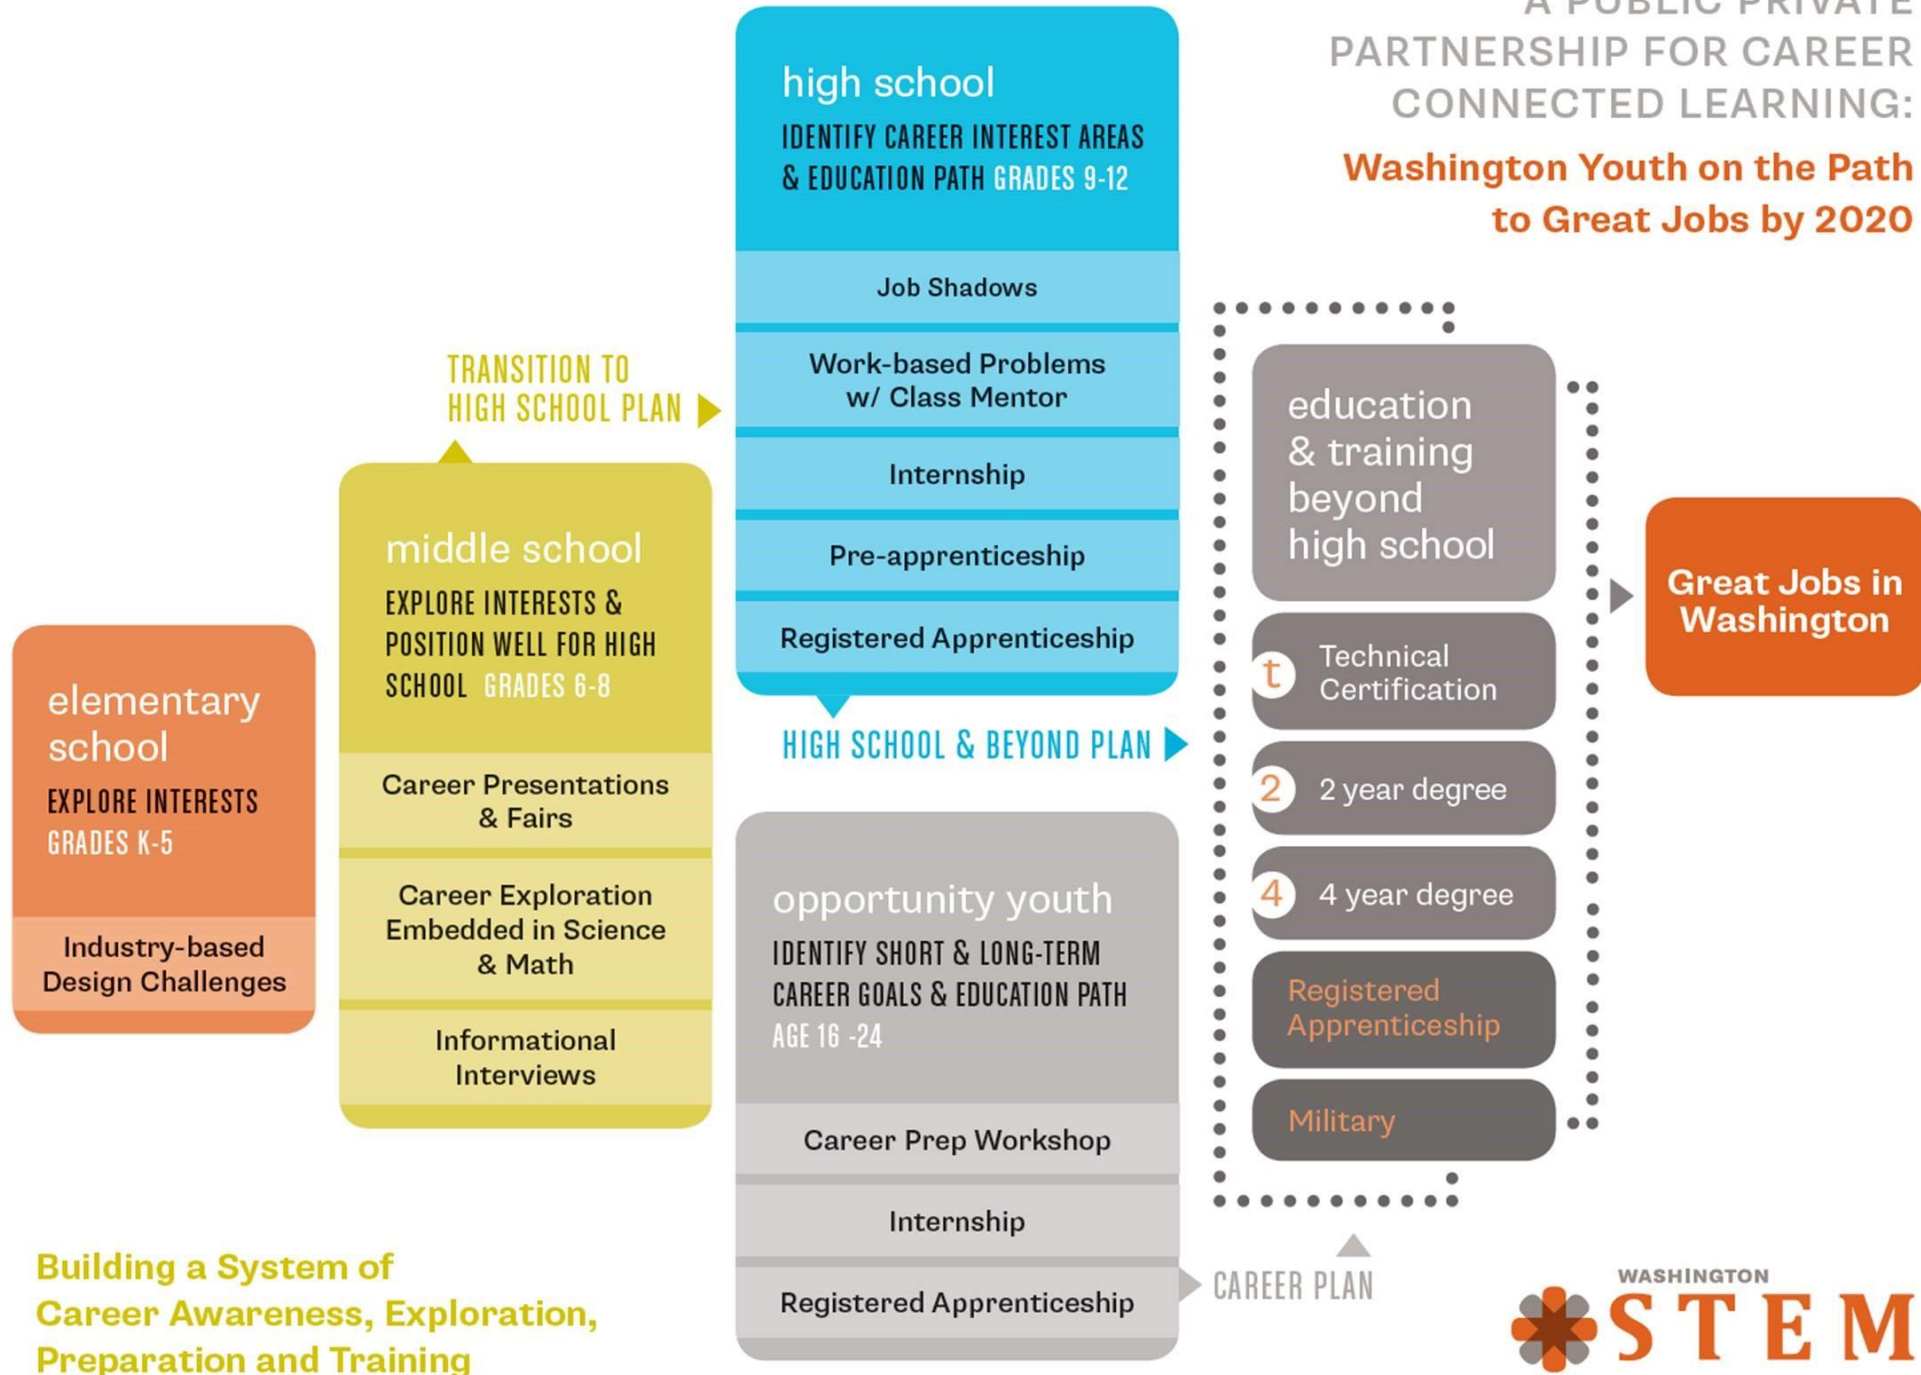 A PUBLIC PRIVATE
PARTNERSHIP FOR CAREER
CONNECTED LEARNING:
Washington Youth on the Path
to Great Jobs by 2020
elementary
school
EXPLORE INTERESTS
GRADES K-5
Industry-based
Design Challenges
TRANSITION TO
HIGH SCHOOL PLAN
middle school
EXPLORE INTERESTS &
POSITION WELL FOR HIGH
SCHOOL GRADES 6-8
Career Presentations
& Fairs
Career Exploration
Embedded in Science
& Math
Informational
Interviews
high school
IDENTIFY CAREER INTEREST AREAS
& EDUCATION PATH GRADES 9-12
Job Shadows
Work-based Problems
w/ Class Mentor
Internship
Pre-apprenticeship
Registered Apprenticeship
HIGH SCHOOL & BEYOND PLAN
opportunity youth
IDENTIFY SHORT & LONG-TERM
CAREER GOALS & EDUCATION PATH
AGE 16 -24
Career Prep Workshop
Internship
Registered Apprenticeship
CAREER PLAN
education
& training
beyond
high school
t Technical
Certification
2 2 year degree
4 4 year degree
Registered
Apprenticeship
Military
Great Jobs in
Washington
Building a System of
Career Awareness, Exploration,
Preparation and Training
WASHINGTON
STEM